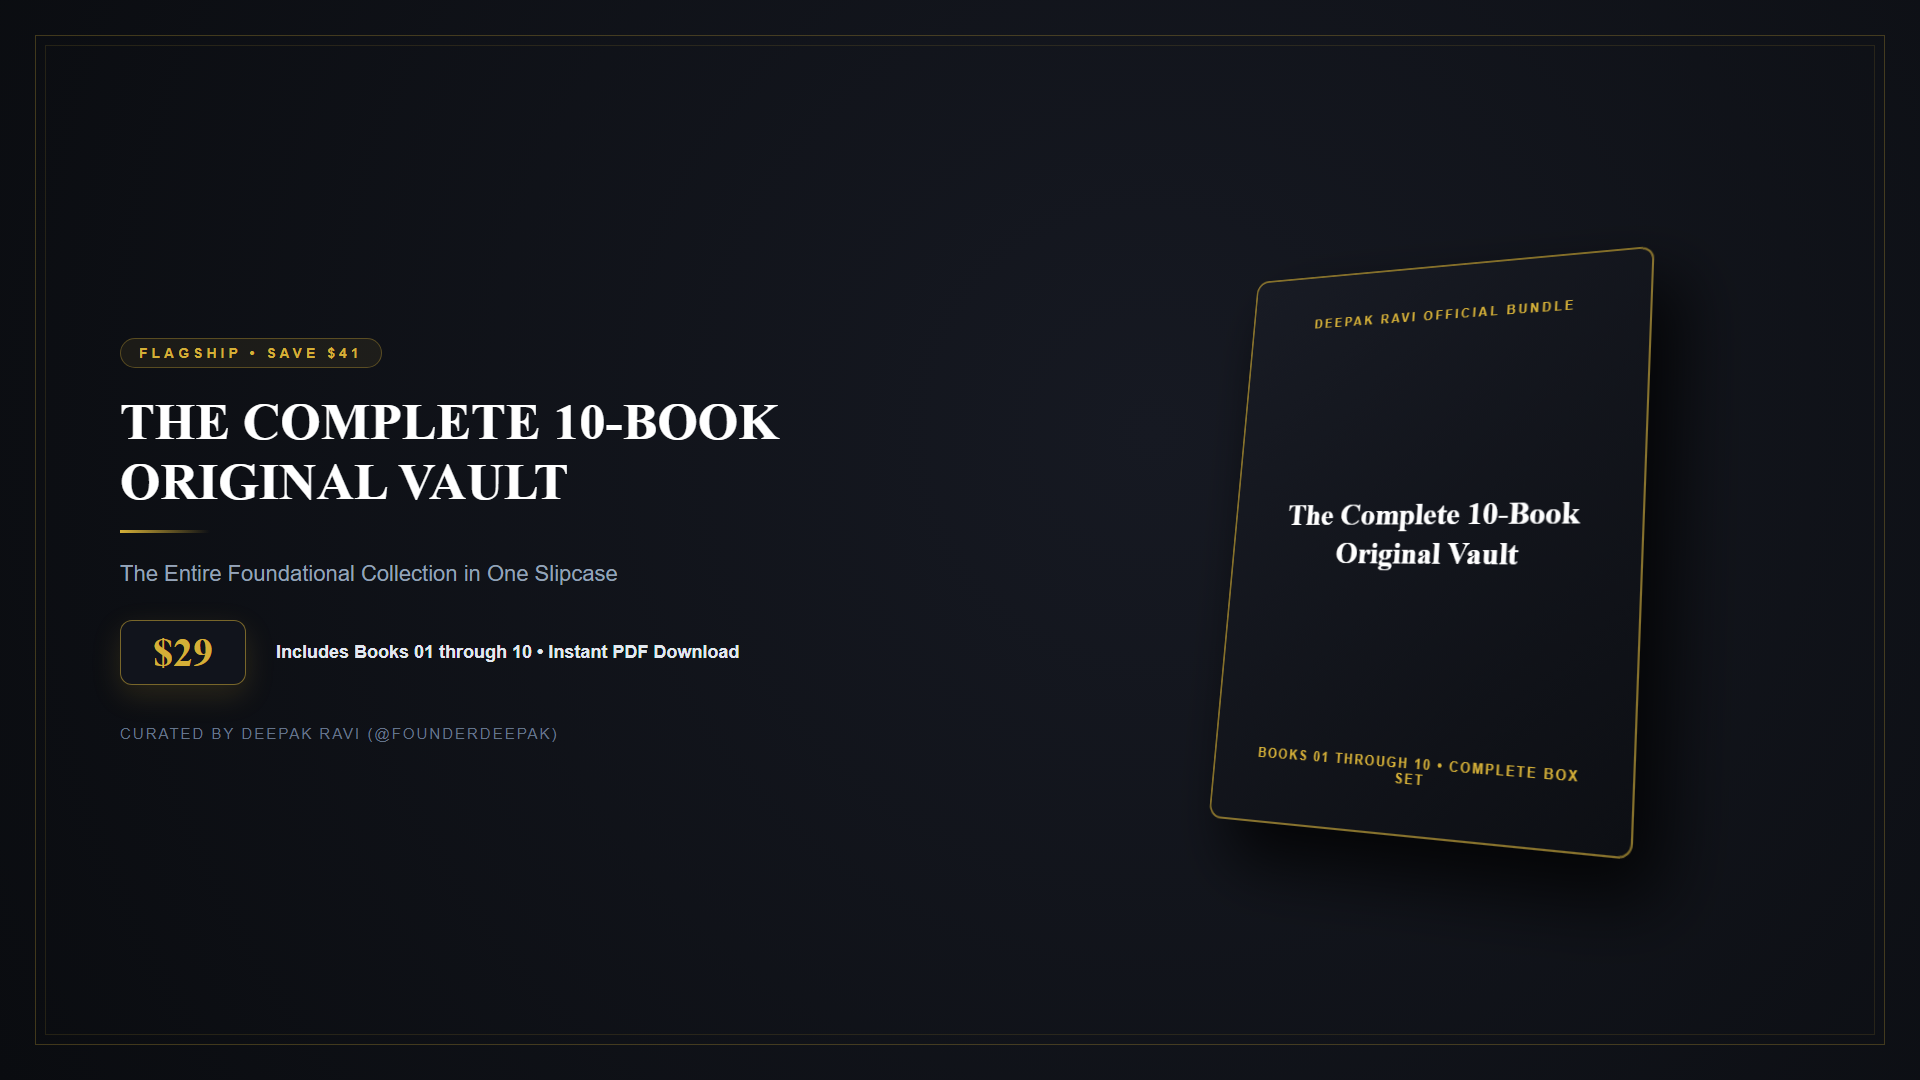 FLAGSHIP • SAVE $41
THE COMPLETE 10-BOOK
ORIGINAL VAULT
The Entire Foundational Collection in One Slipcase
$29
Includes Books 01 through 10 • Instant PDF Download
CURATED BY DEEPAK RAVI (@FOUNDERDEEPAK)
DEEPAK RAVI OFFICIAL BUNDLE
The Complete 10-Book
Original Vault
BOOKS 01 THROUGH 10 • COMPLETE BOX
SET